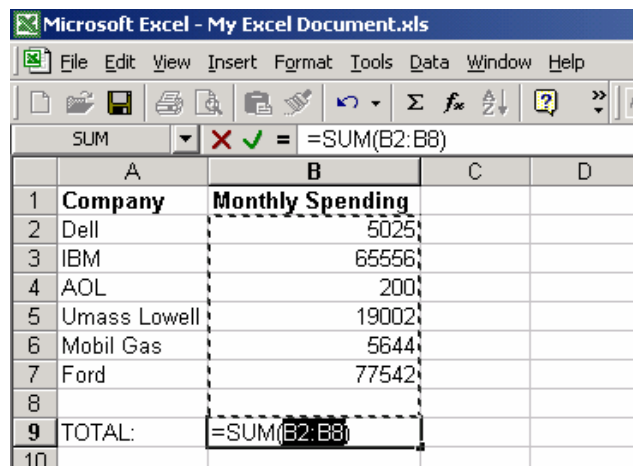 Microsoft Excel - My Excel Document.xls
File Edit View Insert Format Tools Data Window Help
Σ fx A Z ? »
SUM = =SUM(B2:B8)
A B C D
1 Company Monthly Spending
2 Dell 5025
3 IBM 65556
4 AOL 200
5 Umass Lowell 19002
6 Mobil Gas 5644
7 Ford 77542
8
9 TOTAL: =SUM(B2:B8)
10